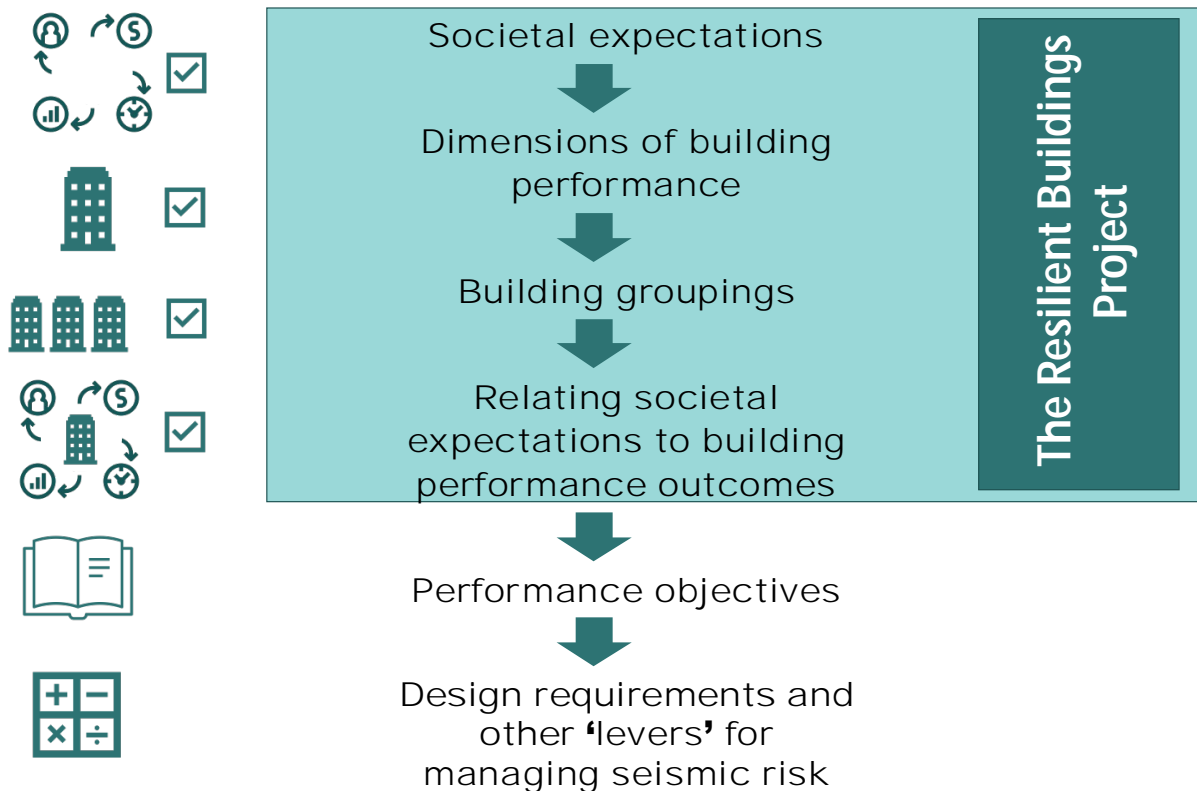 Societal expectations
Dimensions of building
performance
Building groupings
Relating societal
expectations to building
performance outcomes
Performance objectives
Design requirements and
other ‘levers’ for
managing seismic risk
The Resilient Buildings
Project
$
$
+ −
× ÷